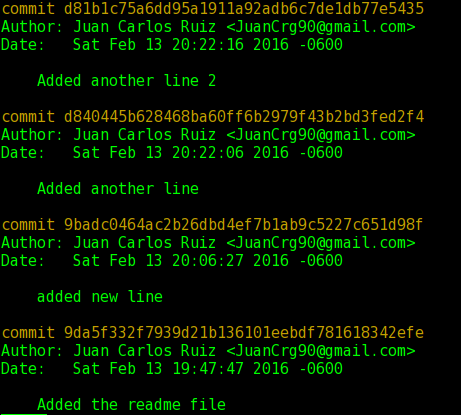 commit d81b1c75a6dd95a1911a92adb6c7de1db77e5435
Author: Juan Carlos Ruiz <JuanCrg90@gmail.com>
Date:   Sat Feb 13 20:22:16 2016 -0600
    Added another line 2
commit d840445b628468ba60ff6b2979f43b2bd3fed2f4
Author: Juan Carlos Ruiz <JuanCrg90@gmail.com>
Date:   Sat Feb 13 20:22:06 2016 -0600
    Added another line
commit 9badc0464ac2b26dbd4ef7b1ab9c5227c651d98f
Author: Juan Carlos Ruiz <JuanCrg90@gmail.com>
Date:   Sat Feb 13 20:06:27 2016 -0600
    added new line
commit 9da5f332f7939d21b136101eebdf781618342efe
Author: Juan Carlos Ruiz <JuanCrg90@gmail.com>
Date:   Sat Feb 13 19:47:47 2016 -0600
    Added the readme file